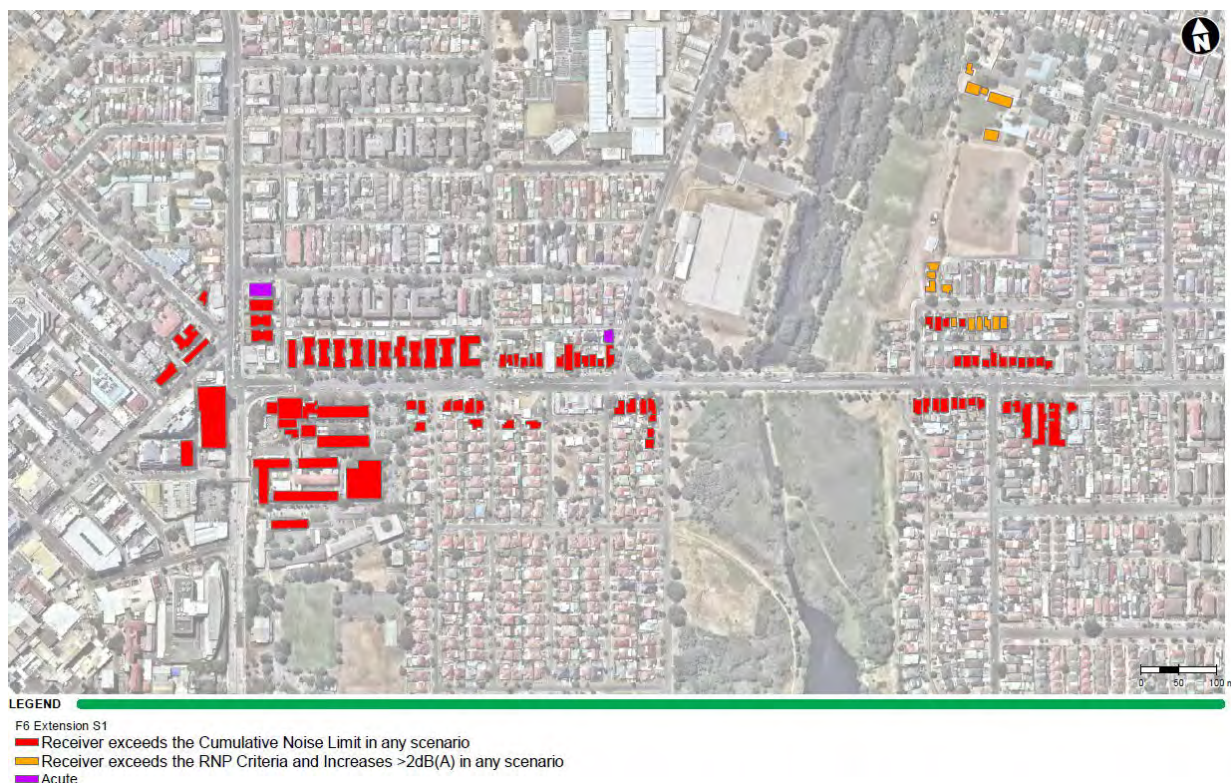 N
0 50 100 m
LEGEND
F6 Extension S1
Receiver exceeds the Cumulative Noise Limit in any scenario
Receiver exceeds the RNP Criteria and Increases >2dB(A) in any scenario
Acute